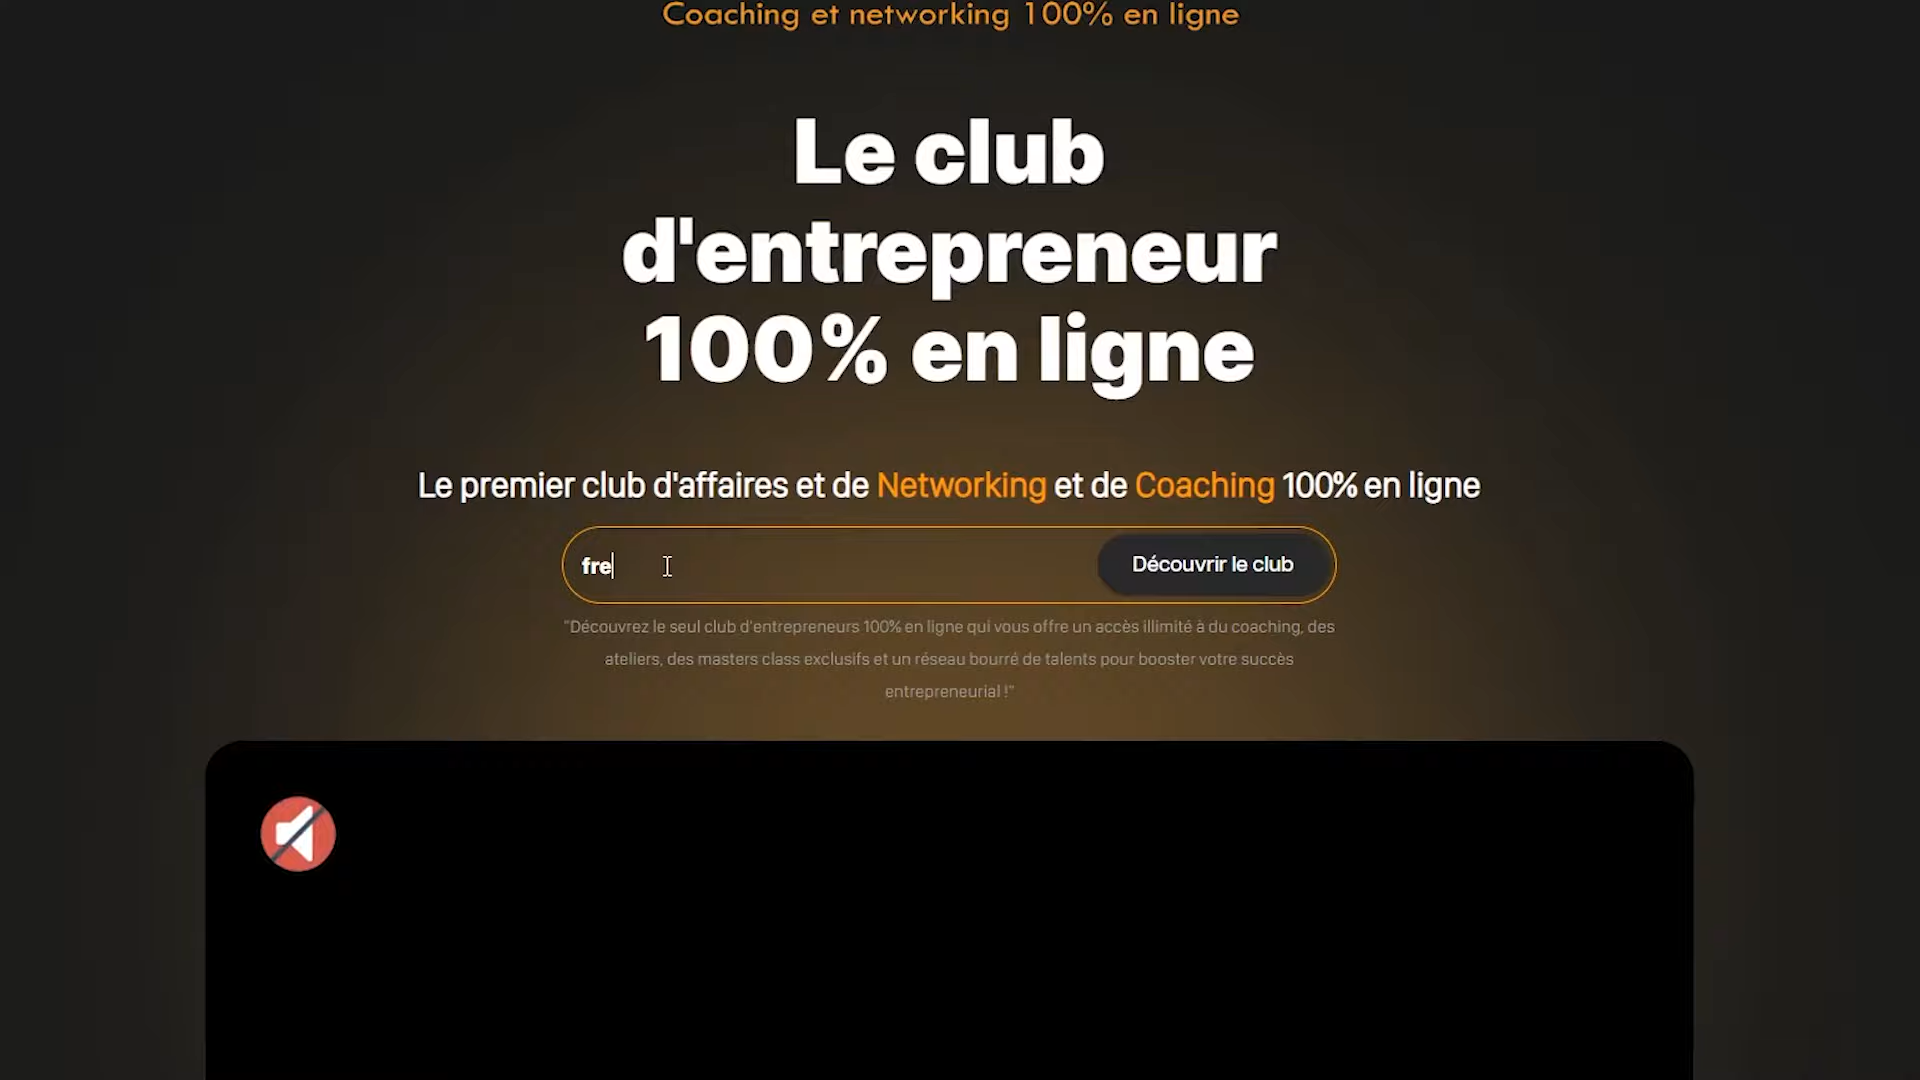 Coaching et networking 100% en ligne
Le club
d'entrepreneur
100% en ligne
Le premier club d'affaires et de Networking et de Coaching 100% en ligne
fre
Découvrir le club
"Découvrez le seul club d'entrepreneurs 100% en ligne qui vous offre un accès illimité à du coaching, des
ateliers, des masters class exclusifs et un réseau bourré de talents pour booster votre succès
entrepreneurial !"